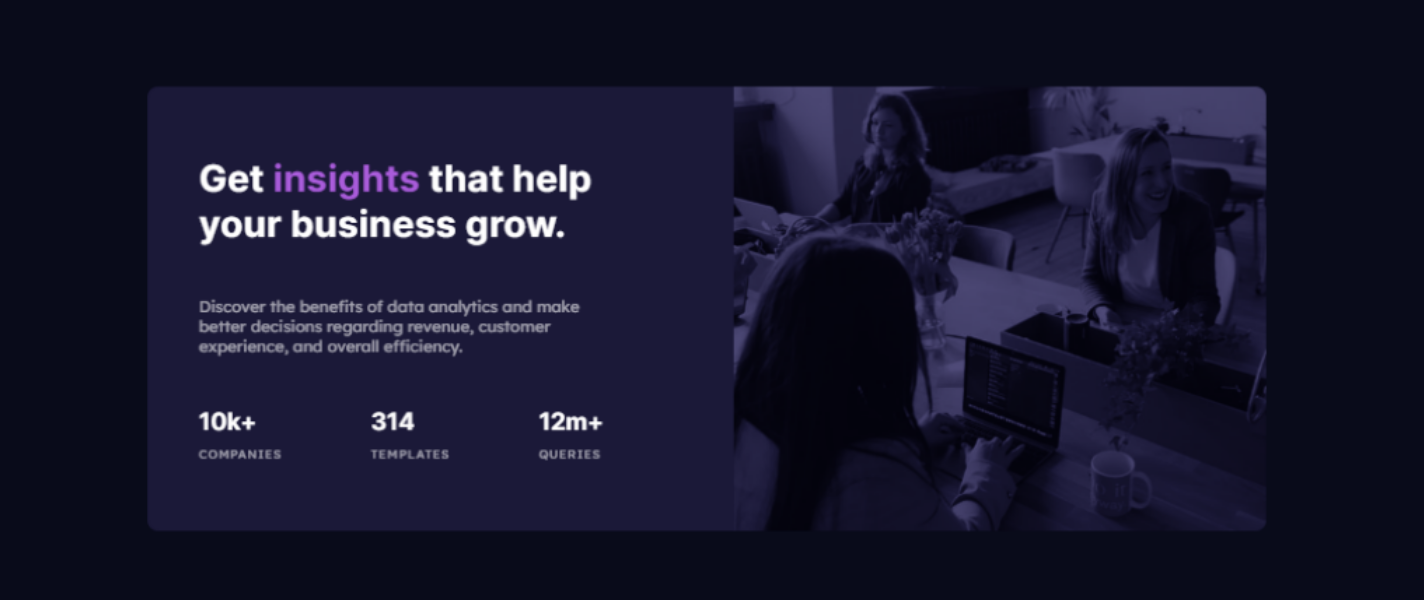 Get insights that help
your business grow.
Discover the benefits of data analytics and make
better decisions regarding revenue, customer
experience, and overall efficiency.
10k+ 314 12m+
COMPANIES TEMPLATES QUERIES